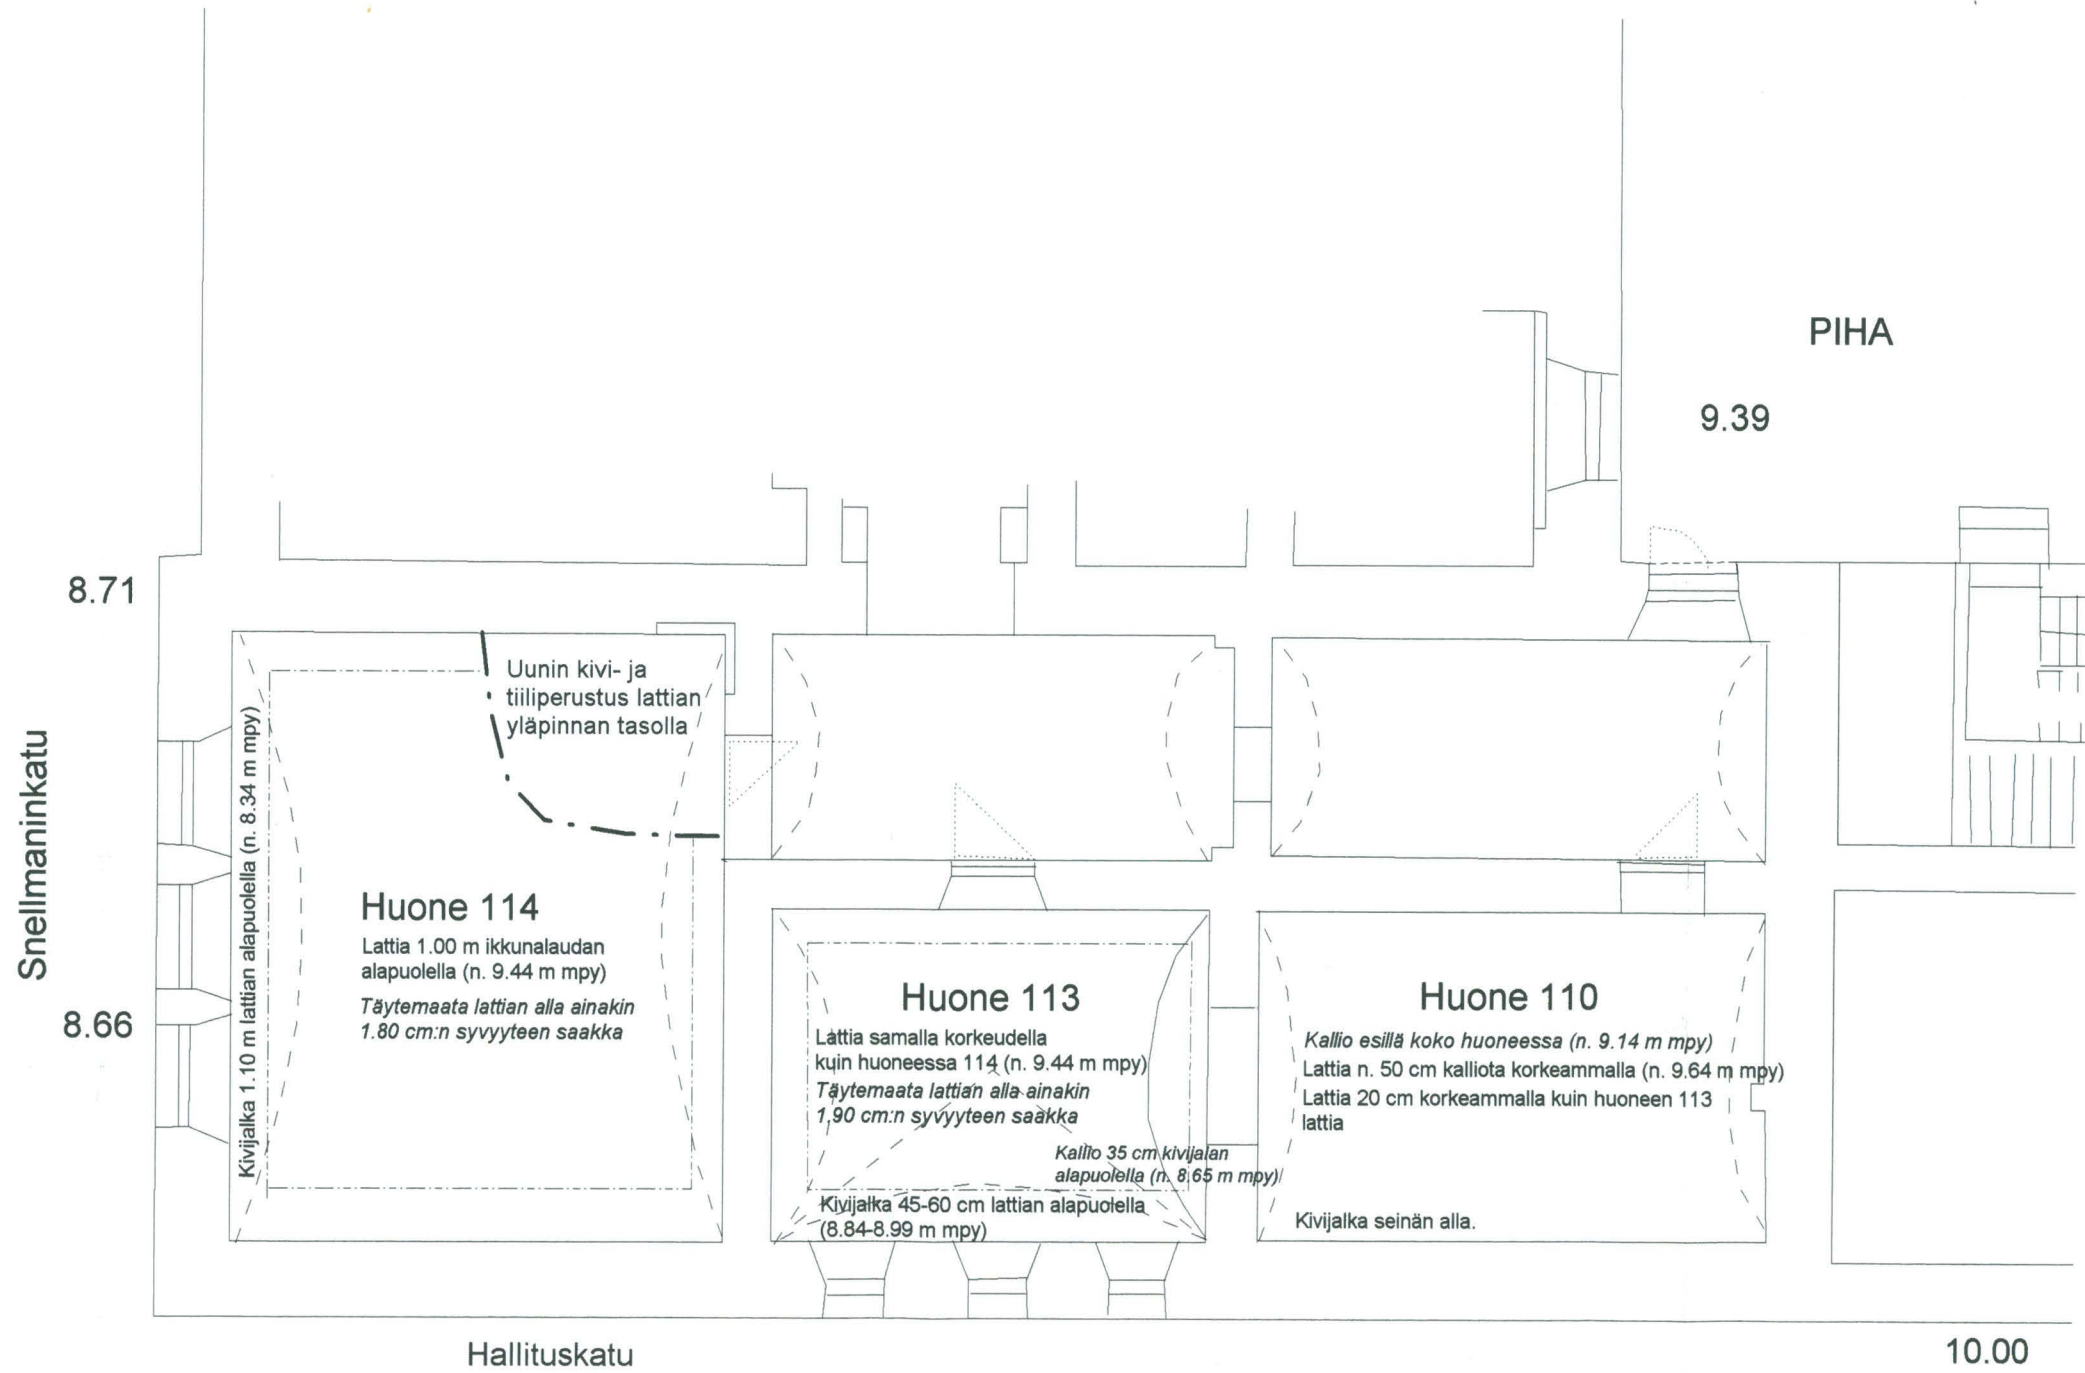 PIHA
9.39
8.71
Uunin kivi- ja
tiiliperustus lattian
yläpinnan tasolla
Snellmaninkatu
Kivijalka 1.10 m lattian alapuolella (n. 8.34 m mpy)
8.66
Huone 114
Lattia 1.00 m ikkunalaudan
alapuolella (n. 9.44 m mpy)
Täytemaata lattian alla ainakin
1.80 cm:n syvyyteen saakka
Huone 113
Lattia samalla korkeudella
kuin huoneessa 114 (n. 9.44 m mpy)
Täytemaata lattian alla ainakin
1,90 cm:n syvyyteen saakka
Kallio 35 cm kivijalan
alapuolella (n. 8.65 m mpy)
Kivijalka 45-60 cm lattian alapuolella
(8.84-8.99 m mpy)
Huone 110
Kallio esillä koko huoneessa (n. 9.14 m mpy)
Lattia n. 50 cm kalliota korkeammalla (n. 9.64 m mpy)
Lattia 20 cm korkeammalla kuin huoneen 113
lattia
Kivijalka seinän alla.
Hallituskatu
10.00